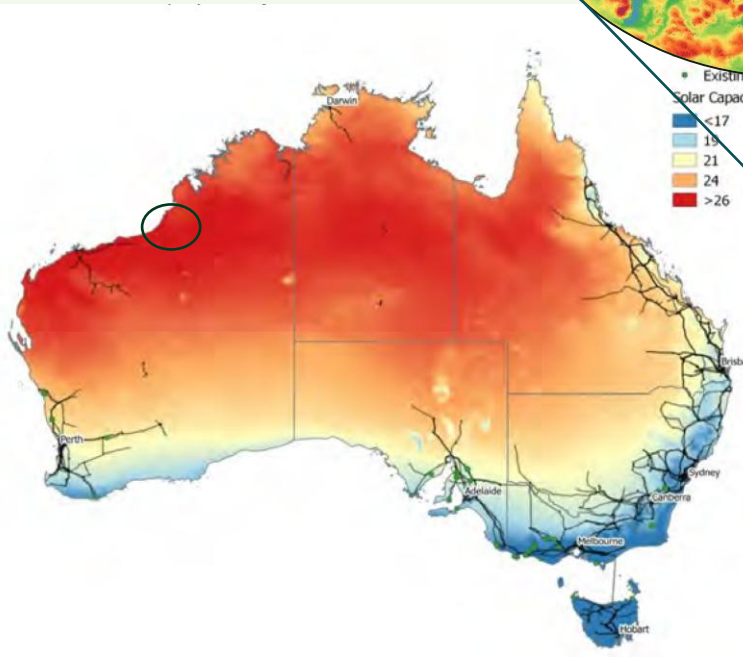 Darwin
Existin
Solar Capac
<17
19
21
24
>26
Brisb
Perth
Sydney
Adelaide
Canberra
Melbourne
Hobart